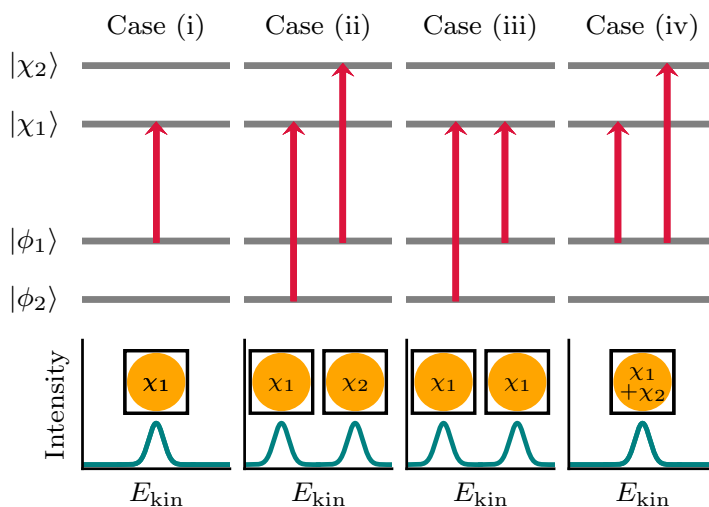 Case (i) Case (ii) Case (iii) Case (iv)
|χ₂⟩
|χ₁⟩
|ϕ₁⟩
|ϕ₂⟩
Intensity
χ₁ χ₁ χ₂ χ₁ χ₁ χ₁
+χ₂
E_kin E_kin E_kin E_kin